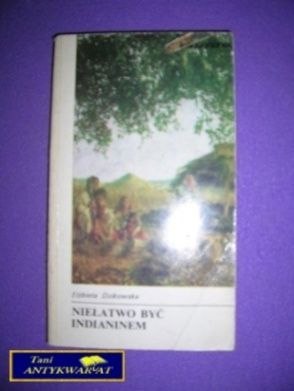 Elżbieta Dzikowska
NIEŁATWO BYĆ
INDIANINEM
Tani
ANTYKWARIAT